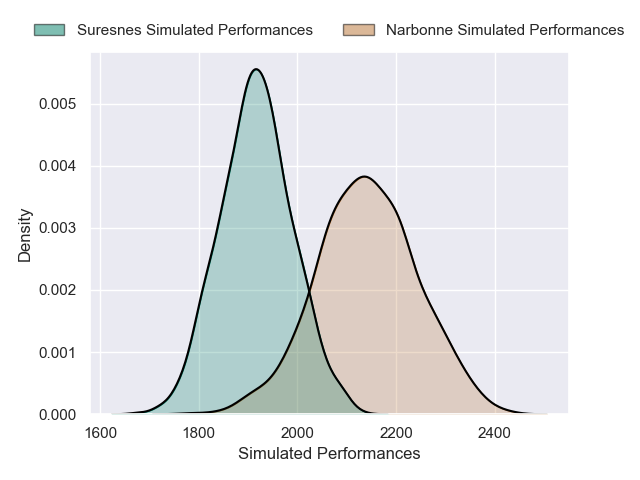 Suresnes Simulated Performances Narbonne Simulated Performances
Density
0.005
0.004
0.003
0.002
0.001
0.000
1600 1800 2000 2200 2400
Simulated Performances